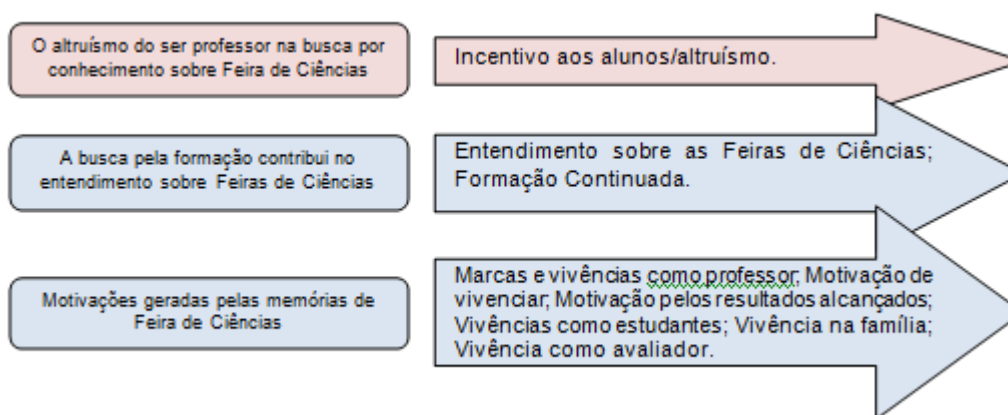 O altruísmo do ser professor na busca por
conhecimento sobre Feira de Ciências
Incentivo aos alunos/altruísmo.
A busca pela formação contribui no
entendimento sobre Feiras de Ciências
Entendimento sobre as Feiras de Ciências;
Formação Continuada.
Motivações geradas pelas memórias de
Feira de Ciências
Marcas e vivências como professor; Motivação de
vivenciar; Motivação pelos resultados alcançados;
Vivências como estudantes; Vivência na família;
Vivência como avaliador.